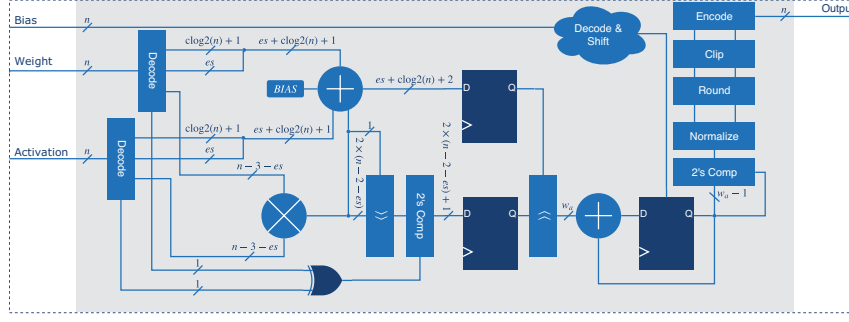 Bias
n
Weight
n
Activation
n
Decode
Decode
clog2(n) + 1
es
es + clog2(n) + 1
clog2(n) + 1
es
es + clog2(n) + 1
n − 3 − es
n − 3 − es
1
1
BIAS
es + clog2(n) + 2
1
2 × (n − 2 − es)
>>
2's Comp
2 × (n − 2 − es) + 1
D
Q
D
Q
<<
w_a
D
Q
Decode &
Shift
Encode
Clip
Round
Normalize
2's Comp
w_a − 1
n
Output